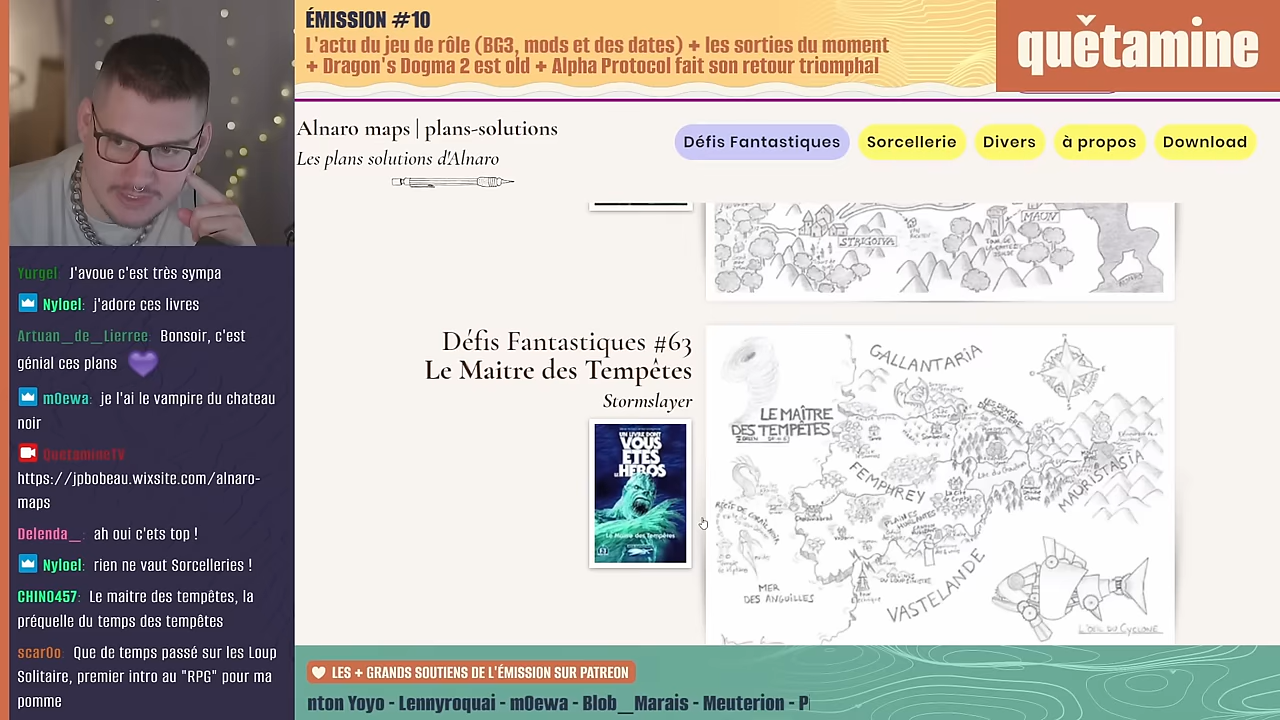 ÉMISSION #10
L'actu du jeu de rôle (BG3, mods et des dates) + les sorties du moment
+ Dragon's Dogma 2 est old + Alpha Protocol fait son retour triomphal
quêtamine
Alnaro maps | plans-solutions
Les plans solutions d'Alnaro
Défis Fantastiques
Sorcellerie
Divers
à propos
Download
Yurgel: J'avoue c'est très sympa
Nyloel: j'adore ces livres
Artuan_de_Lierree: Bonsoir, c'est
génial ces plans
m0ewa: je l'ai le vampire du chateau
noir
QuetamineTV:
https://jpbobeau.wixsite.com/alnaro-
maps
Delenda_: ah oui c'ets top !
Nyloel: rien ne vaut Sorcelleries !
CHINO457: Le maitre des tempêtes, la
préquelle du temps des tempêtes
scar0o: Que de temps passé sur les Loup
Solitaire, premier intro au "RPG" pour ma
pomme
STRIGOIVA
MAUN
Défis Fantastiques #63
Le Maitre des Tempêtes
Stormslayer
UN LIVRE DONT
VOUS
ÊTES
LE HÉROS
Le Maître des Tempêtes
GALLANTARIA
LE MAÎTRE
DES TEMPÊTES
FEMPHREY
MAURISTASIA
MER
DES ANGUILLES
VASTELANDE
L'OEIL DU CYCLONE
LES + GRANDS SOUTIENS DE L'ÉMISSION SUR PATREON
nton Yoyo - Lennyroquai - m0ewa - Blob__Marais - Meuterion - P